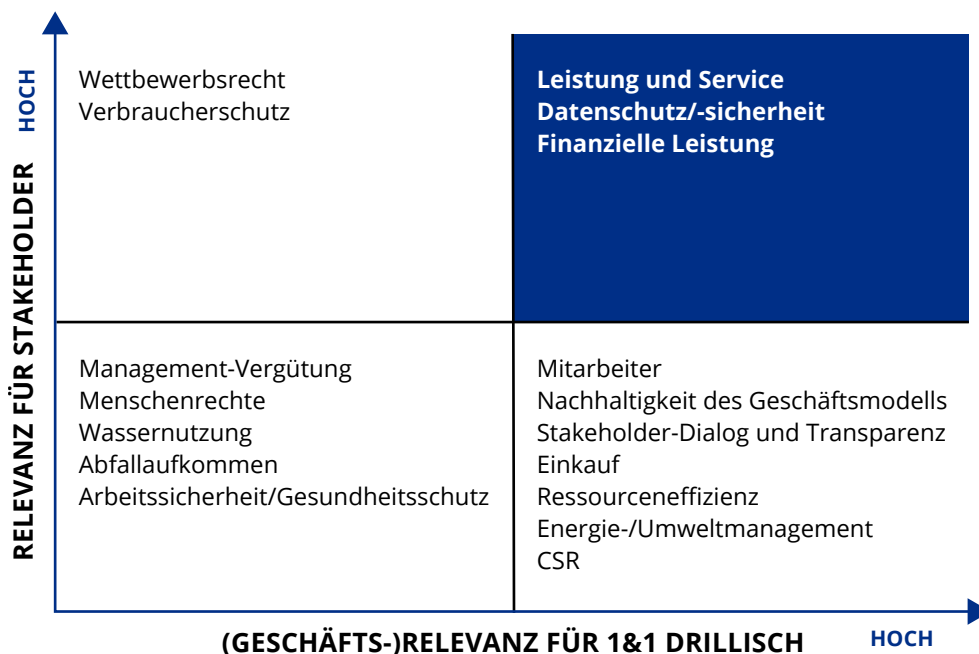 HOCH
RELEVANZ FÜR STAKEHOLDER
Wettbewerbsrecht
Verbraucherschutz
Leistung und Service
Datenschutz/-sicherheit
Finanzielle Leistung
Management-Vergütung
Menschenrechte
Wassernutzung
Abfallaufkommen
Arbeitssicherheit/Gesundheitsschutz
Mitarbeiter
Nachhaltigkeit des Geschäftsmodells
Stakeholder-Dialog und Transparenz
Einkauf
Ressourceneffizienz
Energie-/Umweltmanagement
CSR
(GESCHÄFTS-)RELEVANZ FÜR 1&1 DRILLISCH
HOCH